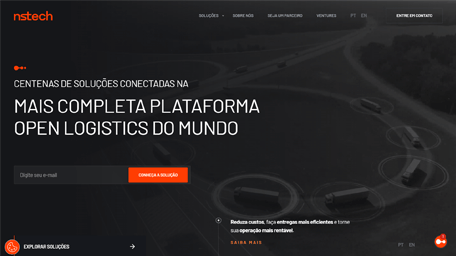 nstech
SOLUÇÕES
SOBRE NÓS
SEJA UM PARCEIRO
VENTURES
PT
EN
ENTRE EM CONTATO
CENTENAS DE SOLUÇÕES CONECTADAS NA
MAIS COMPLETA PLATAFORMA
OPEN LOGISTICS DO MUNDO
Digite seu e-mail
CONHEÇA A SOLUÇÃO
Reduza custos, faça entregas mais eficientes e torne
sua operação mais rentável.
SAIBA MAIS
EXPLORAR SOLUÇÕES
PT
EN